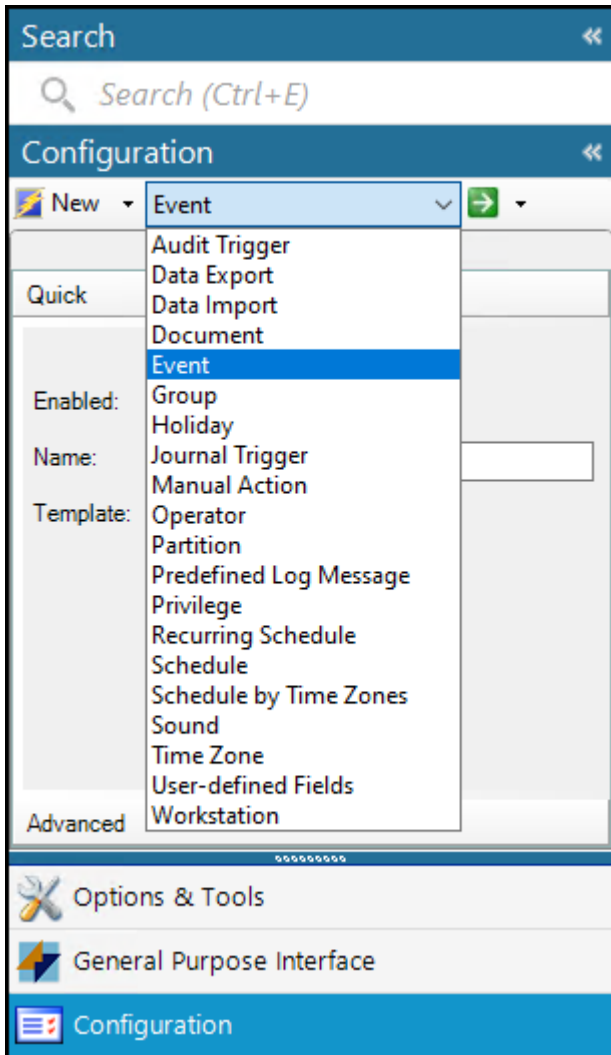 Search
Search (Ctrl+E)
Configuration
New Event
Audit Trigger
Data Export
Data Import
Document
Event
Group
Holiday
Journal Trigger
Manual Action
Operator
Partition
Predefined Log Message
Privilege
Recurring Schedule
Schedule
Schedule by Time Zones
Sound
Time Zone
User-defined Fields
Workstation
Quick
Enabled:
Name:
Template:
Advanced
Options & Tools
General Purpose Interface
Configuration